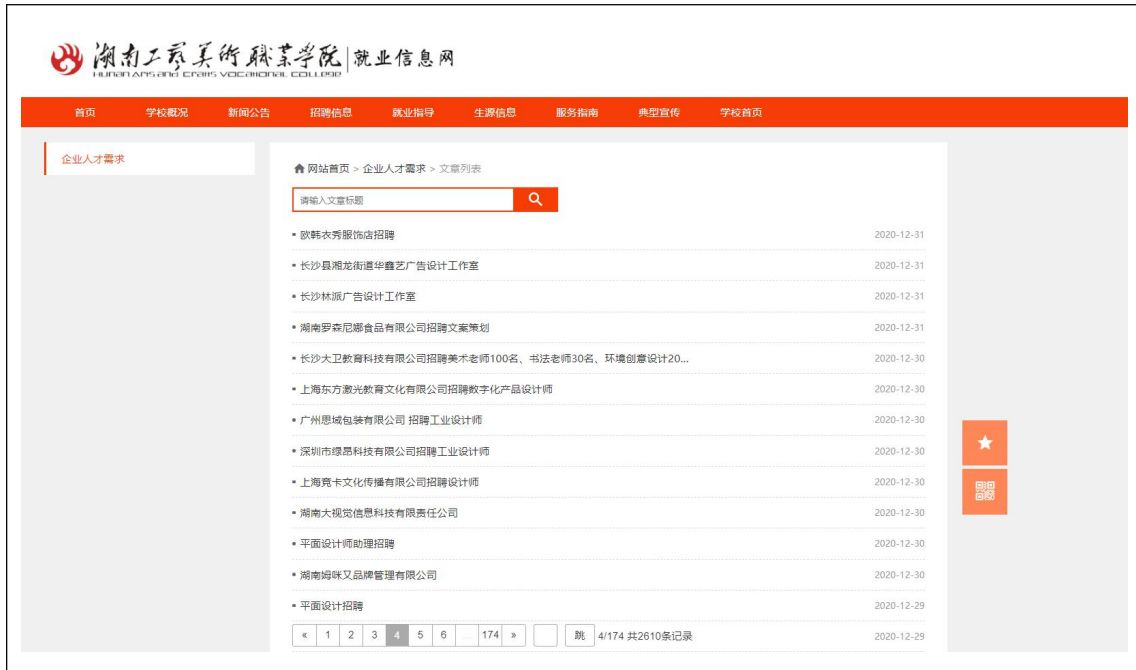 湖南工艺美术职业学院|就业信息网
HUNAN ARTS AND CRAFTS VOCATIONAL COLLEGE
首页 学校概况 新闻公告 招聘信息 就业指导 生源信息 服务指南 典型宣传 学校首页
企业人才需求
网站首页 > 企业人才需求 > 文章列表
请输入文章标题
欧韩衣秀服饰店招聘 2020-12-31
长沙县湘龙街道华鑫艺广告设计工作室 2020-12-31
长沙林派广告设计工作室 2020-12-31
湖南罗森尼娜食品有限公司招聘文案策划 2020-12-31
长沙大卫教育科技有限公司招聘美术老师100名、书法老师30名、环境创意设计20... 2020-12-30
上海东方激光教育文化有限公司招聘数字化产品设计师 2020-12-30
广州思域包装有限公司 招聘工业设计师 2020-12-30
深圳市绿昂科技有限公司招聘工业设计师 2020-12-30
上海竞卡文化传播有限公司招聘设计师 2020-12-30
湖南大视觉信息科技有限责任公司 2020-12-30
平面设计师助理招聘 2020-12-30
湖南姆咪又品牌管理有限公司 2020-12-30
平面设计招聘 2020-12-29
« 1 2 3 4 5 6 ... 174 » 跳 4/174 共2610条记录 2020-12-29